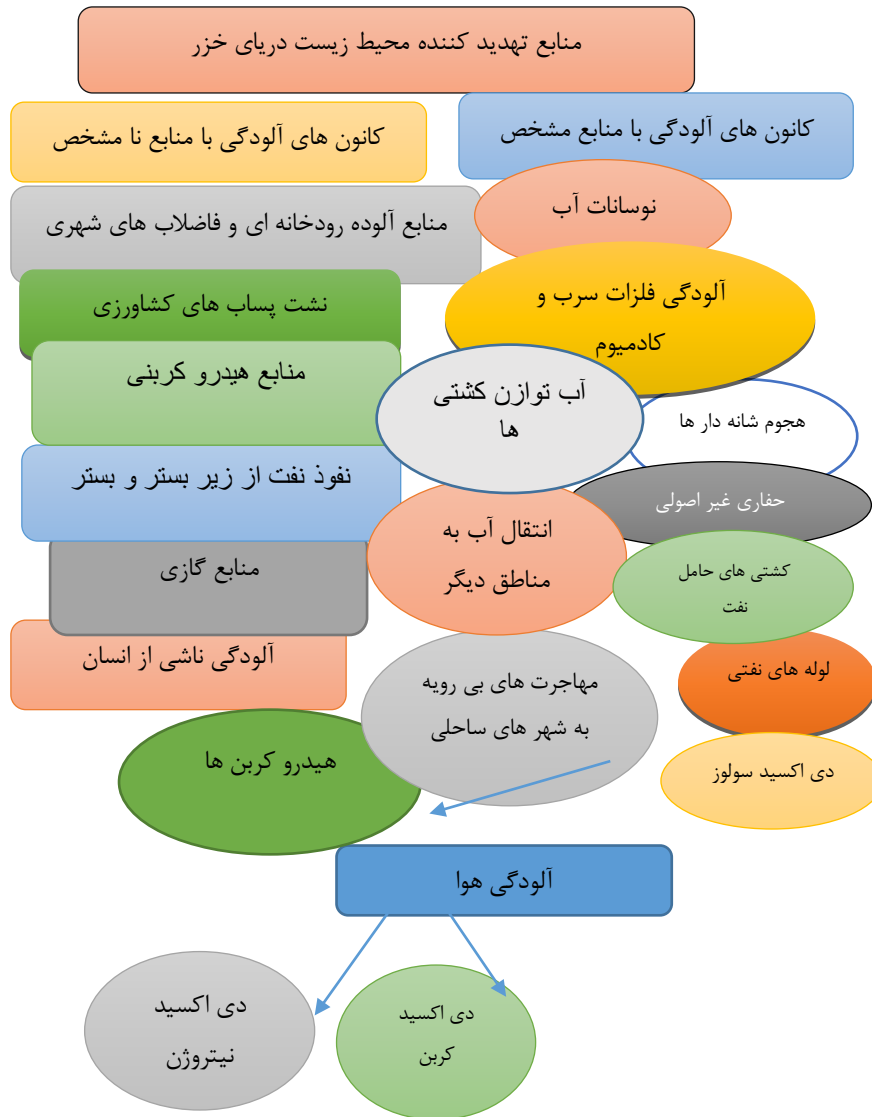 منابع تهدید کننده محیط زیست دریای خزر
کانون های آلودگی با منابع مشخص
کانون های آلودگی با منابع نا مشخص
نوسانات آب
منابع آلوده رودخانه ای و فاضلاب های شهری
آلودگی فلزات سرب و
کادمیوم
نشت پساب های کشاورزی
منابع هیدرو کربنی
آب توازن کشتی
ها
هجوم شانه دار ها
نفوذ نفت از زیر بستر و بستر
حفاری غیر اصولی
انتقال آب به
مناطق دیگر
منابع گازی
کشتی های حامل
نفت
آلودگی ناشی از انسان
مهاجرت های بی رویه
به شهر های ساحلی
لوله های نفتی
هیدرو کربن ها
دی اکسید سولوز
آلودگی هوا
دی اکسید
کربن
دی اکسید
نیتروژن